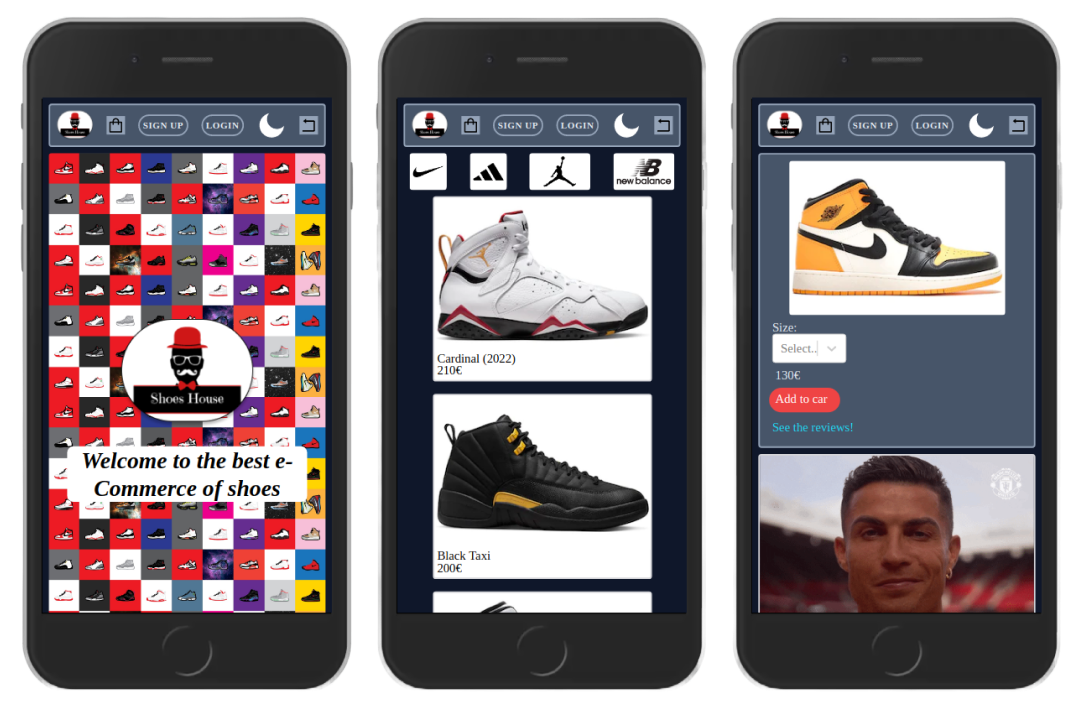 Shoes House
SIGN UP
LOGIN
Shoes House
Welcome to the best e-
Commerce of shoes
Shoes House
SIGN UP
LOGIN
NB
new balance
Cardinal (2022)
210€
Black Taxi
200€
Shoes House
SIGN UP
LOGIN
Size:
Select..
130€
Add to car
See the reviews!